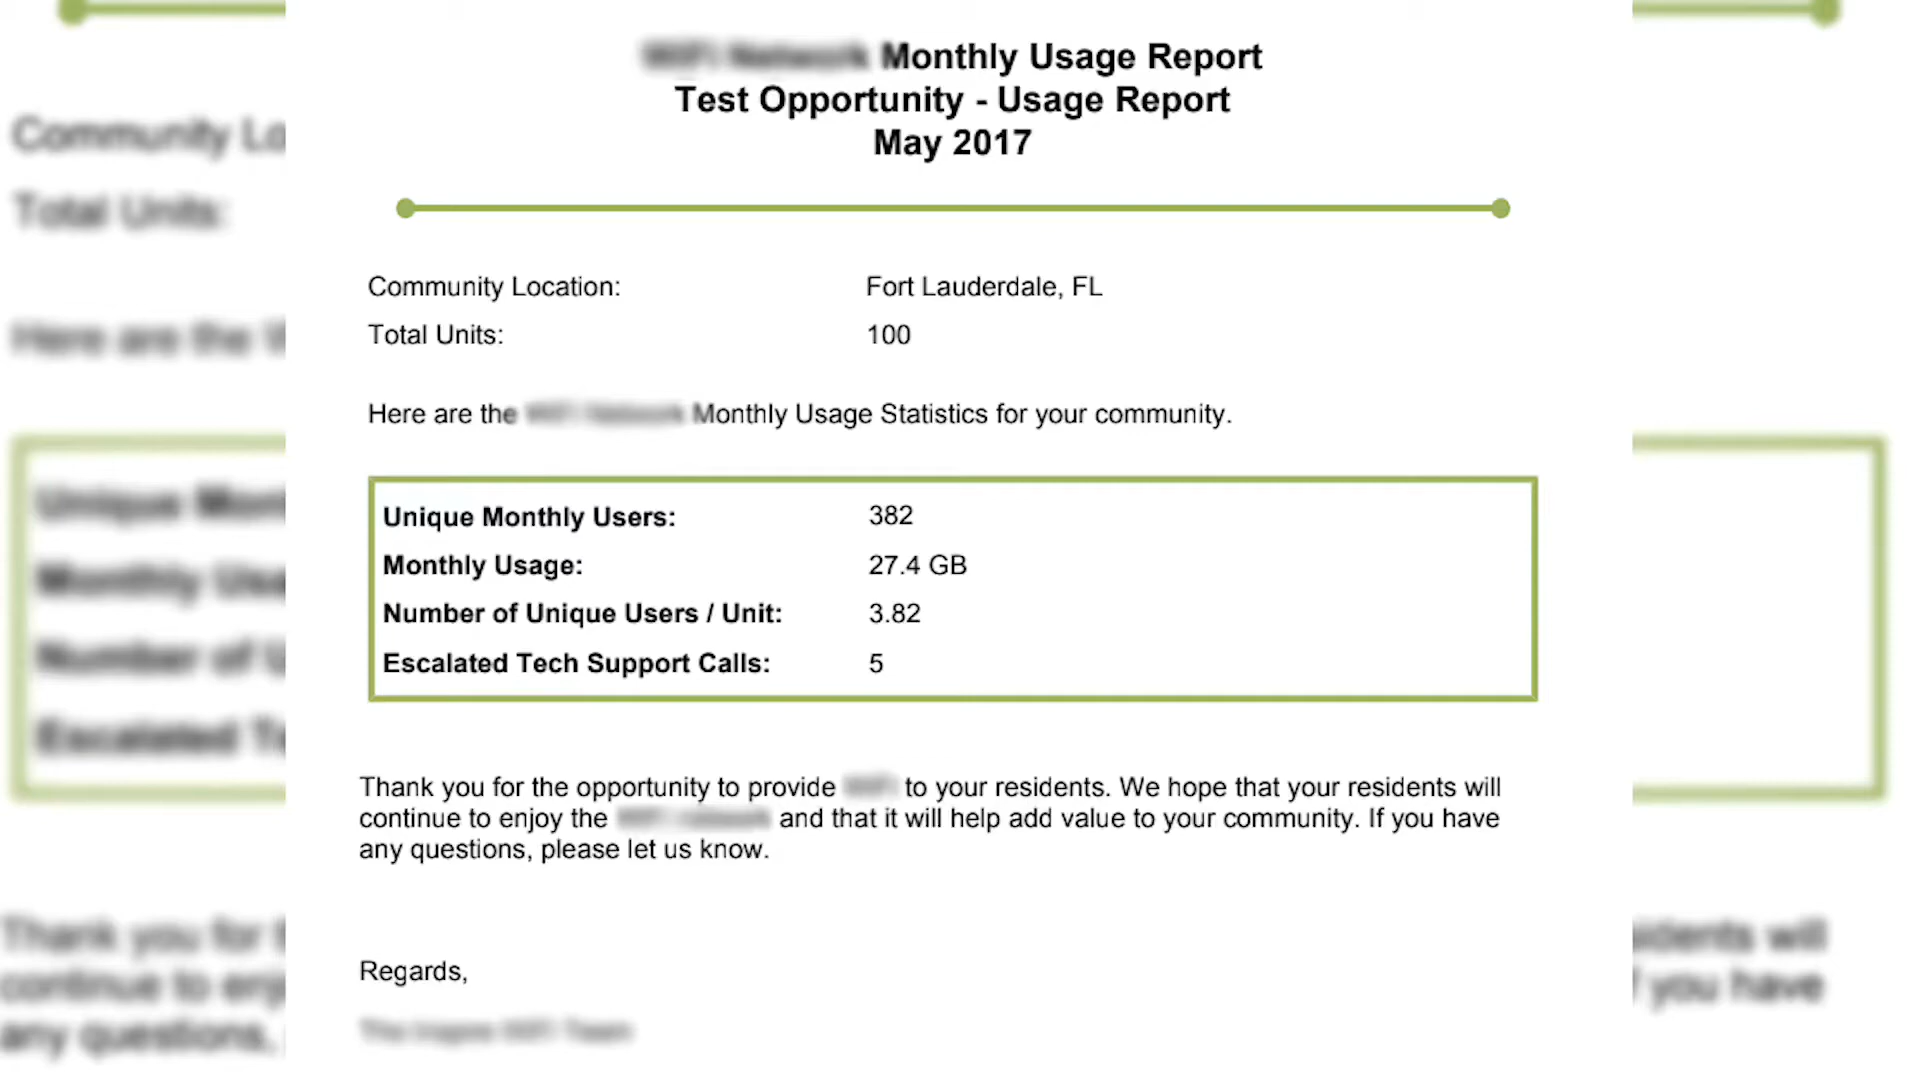 Monthly Usage Report
Test Opportunity - Usage Report
May 2017
Community Location: Fort Lauderdale, FL
Total Units: 100
Here are the Monthly Usage Statistics for your community.
Unique Monthly Users: 382
Monthly Usage: 27.4 GB
Number of Unique Users / Unit: 3.82
Escalated Tech Support Calls: 5
Thank you for the opportunity to provide to your residents. We hope that your residents will
continue to enjoy the and that it will help add value to your community. If you have
any questions, please let us know.
Regards,